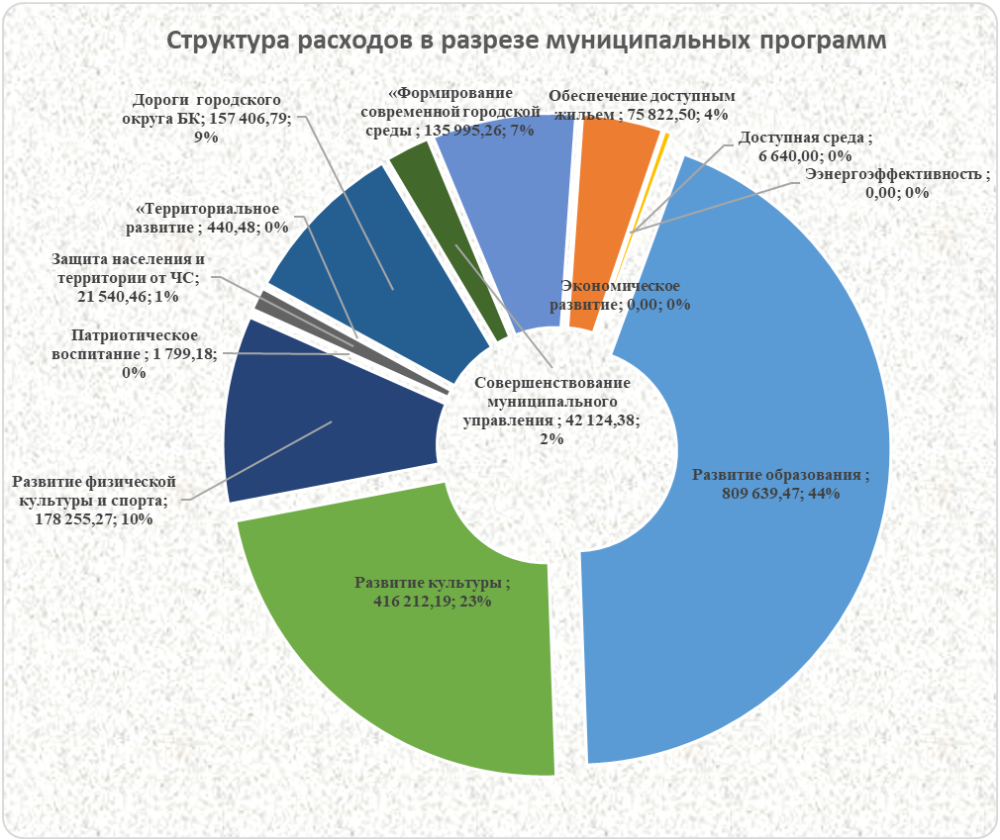 Структура расходов в разрезе муниципальных программ
Дороги городского
округа БК; 157 406,79;
9%
«Формирование
современной городской
среды ; 135 995,26; 7%
Обеспечение доступным
жильем ; 75 822,50; 4%
Доступная среда ;
6 640,00; 0%
Ээнергоэффективность ;
0,00; 0%
«Территориальное
развитие ; 440,48; 0%
Защита населения и
территории от ЧС;
21 540,46; 1%
Экономическое
развитие; 0,00; 0%
Патриотическое
воспитание ; 1 799,18;
0%
Совершенствование
муниципального
управления ; 42 124,38;
2%
Развитие образования ;
809 639,47; 44%
Развитие физической
культуры и спорта;
178 255,27; 10%
Развитие культуры ;
416 212,19; 23%